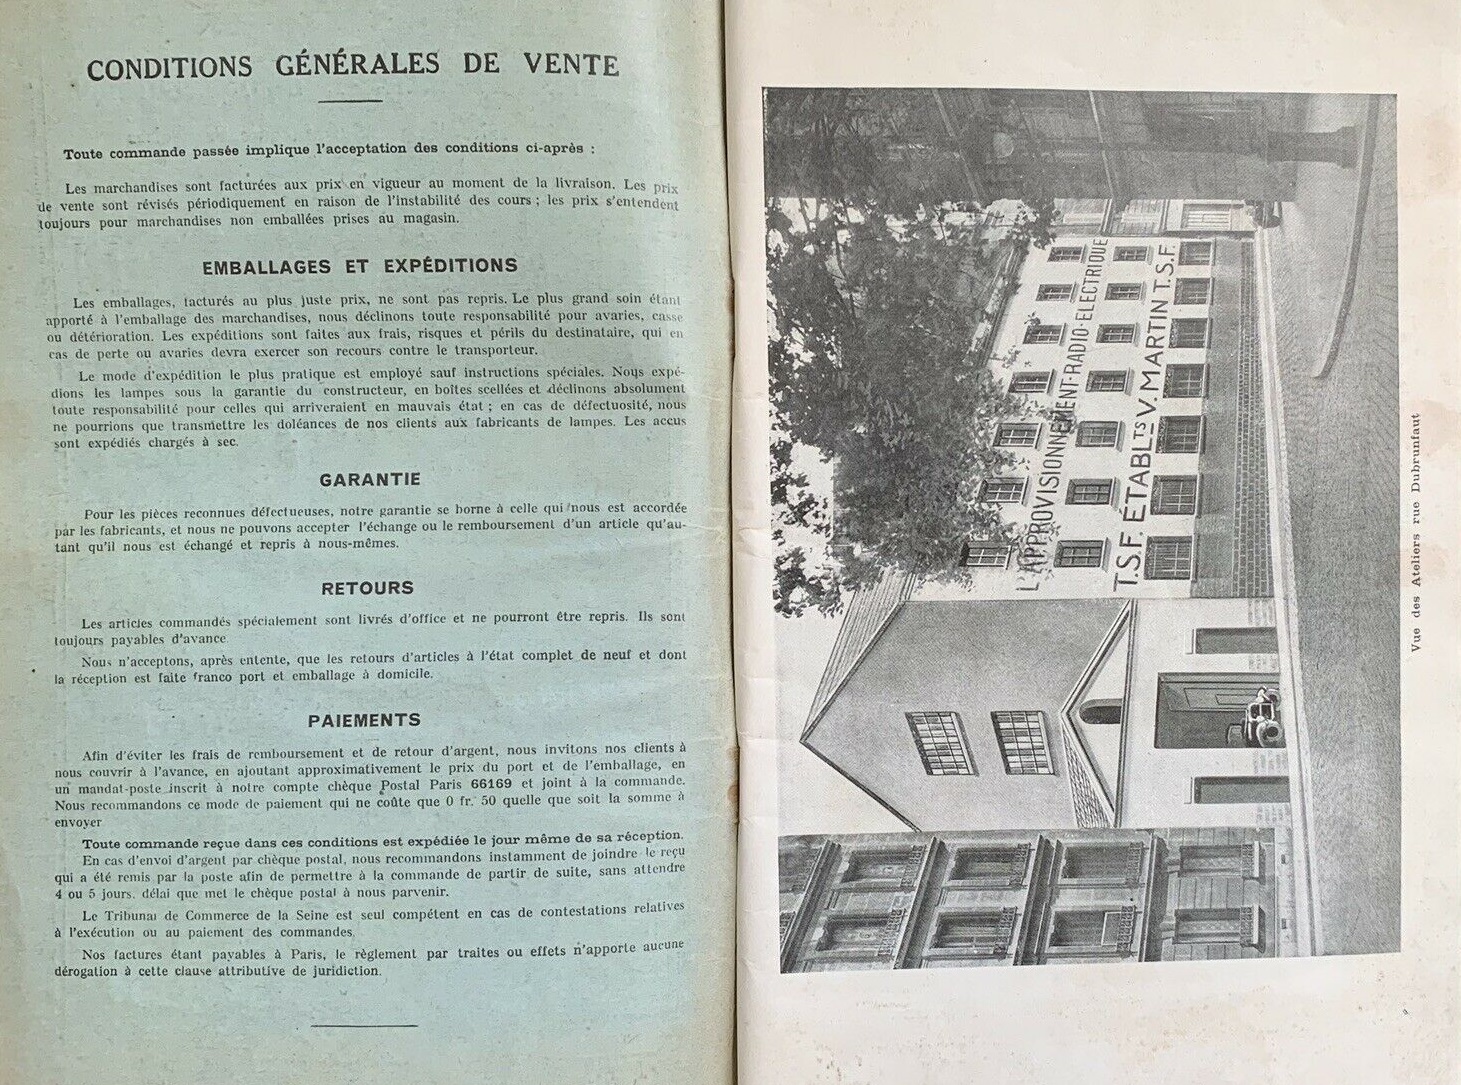 CONDITIONS GÉNÉRALES DE VENTE
Toute commande passée implique l'acceptation des conditions ci-après :
Les marchandises sont facturées aux prix en vigueur au moment de la livraison. Les prix
de vente sont révisés périodiquement en raison de l'instabilité des cours ; les prix s'entendent
toujours pour marchandises non emballées prises au magasin.
EMBALLAGES ET EXPÉDITIONS
Les emballages, facturés au plus juste prix, ne sont pas repris. Le plus grand soin étant
apporté à l'emballage des marchandises, nous déclinons toute responsabilité pour avaries, casse
ou détérioration. Les expéditions sont faites aux frais, risques et périls du destinataire, qui en
cas de perte ou avaries devra exercer son recours contre le transporteur.
Le mode d'expédition le plus pratique est employé sauf instructions spéciales. Nous expé-
dions les lampes sous la garantie du constructeur, en boîtes scellées et déclinons absolument
toute responsabilité pour celles qui arriveraient en mauvais état ; en cas de défectuosité, nous
ne pourrions que transmettre les doléances de nos clients aux fabricants de lampes. Les accus
sont expédiés chargés à sec.
GARANTIE
Pour les pièces reconnues défectueuses, notre garantie se borne à celle qui nous est accordée
par les fabricants, et nous ne pouvons accepter l'échange ou le remboursement d'un article qu'au-
tant qu'il nous est échangé et repris à nous-mêmes.
RETOURS
Les articles commandés spécialement sont livrés d'office et ne pourront être repris. Ils sont
toujours payables d'avance
Nous n'acceptons, après entente, que les retours d'articles à l'état complet de neuf et dont
la réception est faite franco port et emballage à domicile.
PAIEMENTS
Afin d'éviter les frais de remboursement et de retour d'argent, nous invitons nos clients à
nous couvrir à l'avance, en ajoutant approximativement le prix du port et de l'emballage, en
un mandat-poste inscrit à notre compte chèque Postal Paris 66169 et joint à la commande.
Nous recommandons ce mode de paiement qui ne coûte que 0 fr. 50 quelle que soit la somme à
envoyer
Toute commande reçue dans ces conditions est expédiée le jour même de sa réception.
En cas d'envoi d'argent par chèque postal, nous recommandons instamment de joindre le reçu
qui a été remis par la poste afin de permettre à la commande de partir de suite, sans attendre
4 ou 5 jours. délai que met le chèque postal à nous parvenir.
Le Tribunal de Commerce de la Seine est seul compétent en cas de contestations relatives
à l'exécution ou au paiement des commandes.
Nos factures étant payables à Paris, le règlement par traites ou effets n'apporte aucune
dérogation à cette clause attributive de juridiction.
L'APPROVISIONNEMENT-RADIO-ELECTRIQUE
T.S.F. ETABLTS V. MARTIN T.S.F.
Vue des Ateliers rue Dubrunfaut